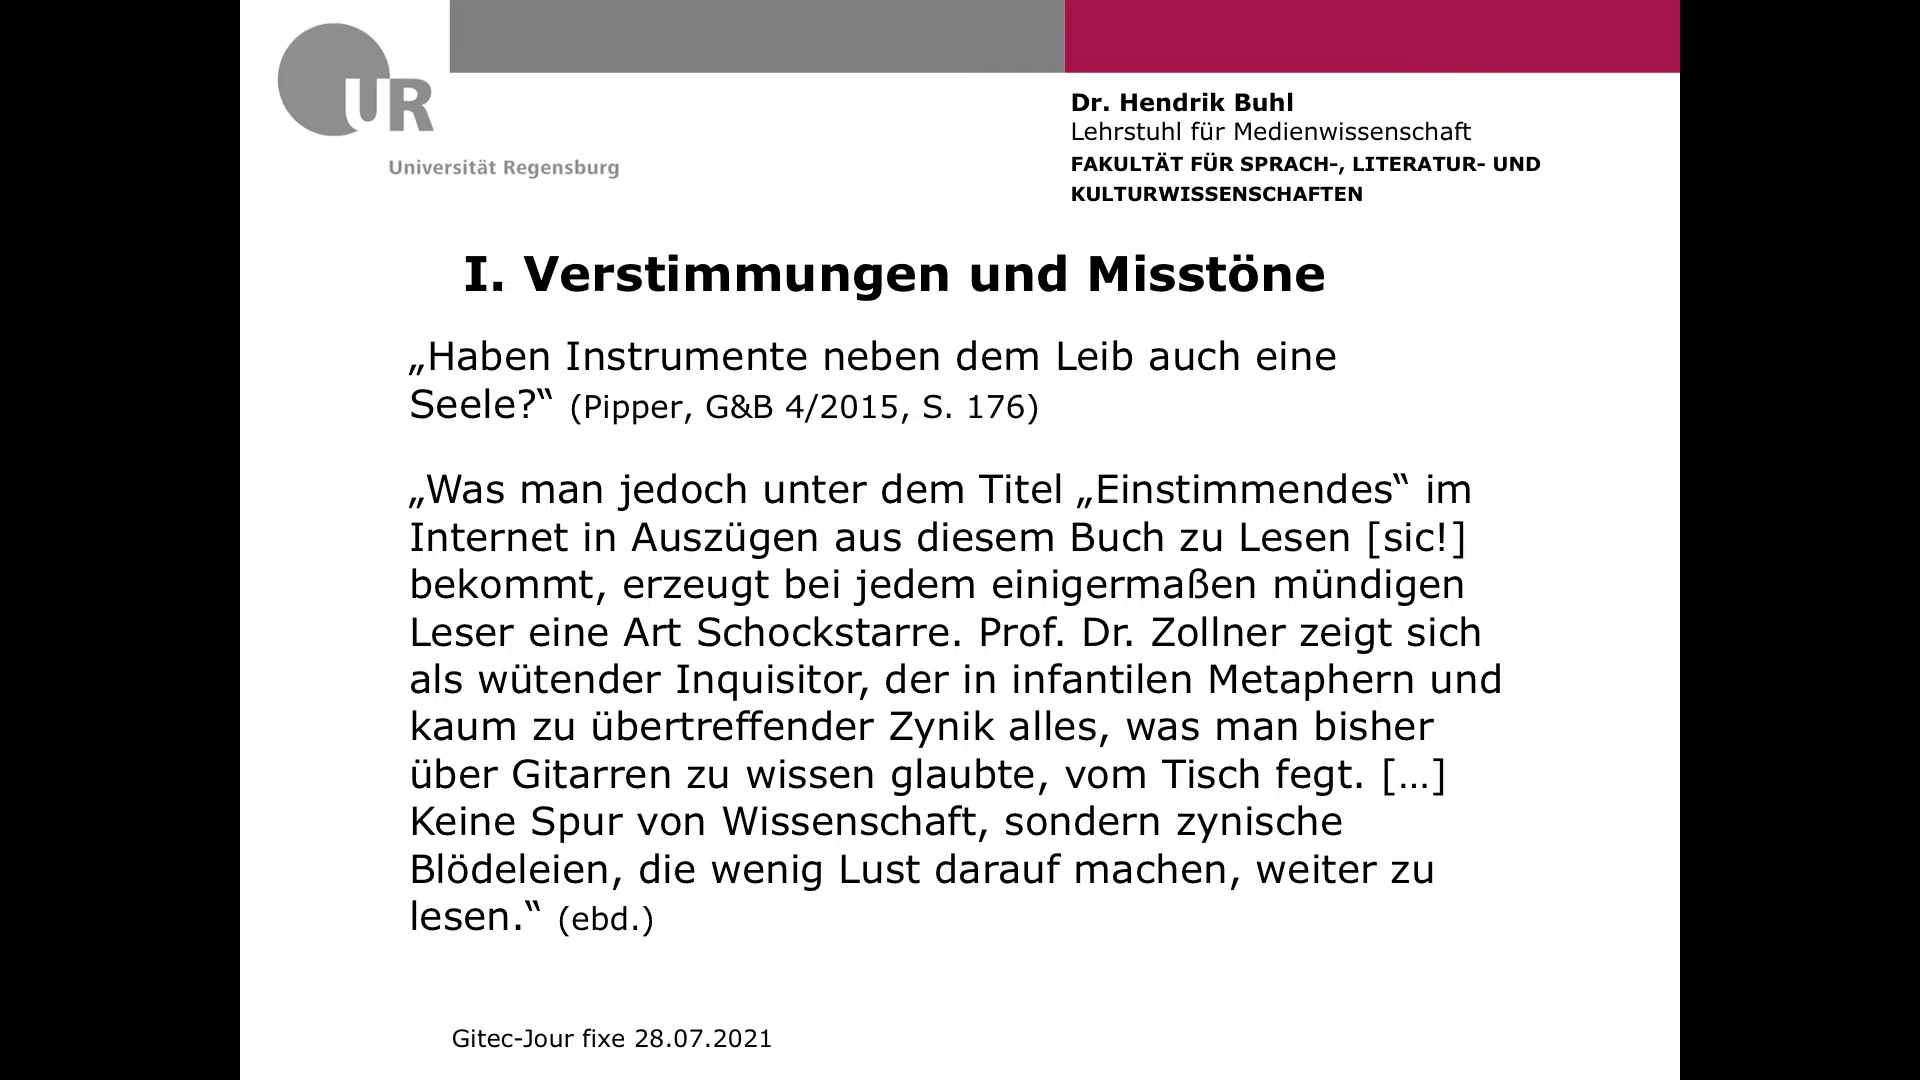 UR
Universität Regensburg
Dr. Hendrik Buhl
Lehrstuhl für Medienwissenschaft
FAKULTÄT FÜR SPRACH-, LITERATUR- UND
KULTURWISSENSCHAFTEN
I. Verstimmungen und Misstöne
„Haben Instrumente neben dem Leib auch eine
Seele?“ (Pipper, G&B 4/2015, S. 176)
„Was man jedoch unter dem Titel „Einstimmendes“ im
Internet in Auszügen aus diesem Buch zu Lesen [sic!]
bekommt, erzeugt bei jedem einigermaßen mündigen
Leser eine Art Schockstarre. Prof. Dr. Zollner zeigt sich
als wütender Inquisitor, der in infantilen Metaphern und
kaum zu übertreffender Zynik alles, was man bisher
über Gitarren zu wissen glaubte, vom Tisch fegt. […]
Keine Spur von Wissenschaft, sondern zynische
Blödeleien, die wenig Lust darauf machen, weiter zu
lesen.“ (ebd.)
Gitec-Jour fixe 28.07.2021